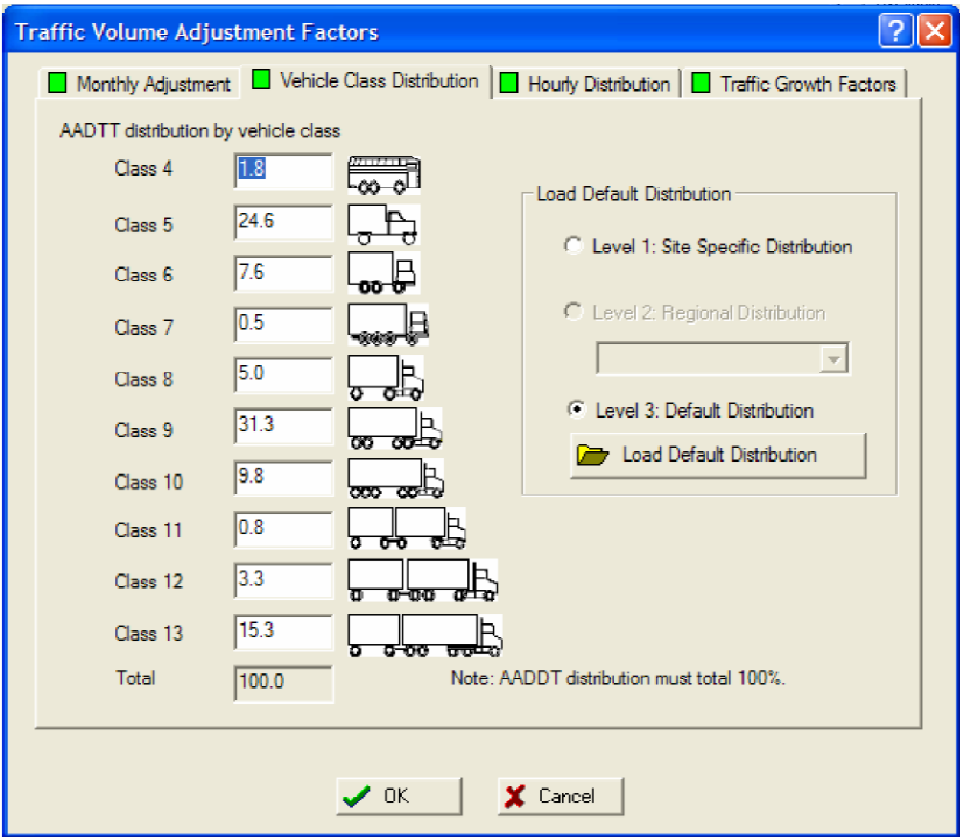 Traffic Volume Adjustment Factors
Monthly Adjustment
Vehicle Class Distribution
Hourly Distribution
Traffic Growth Factors
AADTT distribution by vehicle class
Class 4 1.8
Class 5 24.6
Class 6 7.6
Class 7 0.5
Class 8 5.0
Class 9 31.3
Class 10 9.8
Class 11 0.8
Class 12 3.3
Class 13 15.3
Total 100.0
Load Default Distribution
Level 1: Site Specific Distribution
Level 2: Regional Distribution
Level 3: Default Distribution
Load Default Distribution
Note: AADDT distribution must total 100%.
OK
Cancel